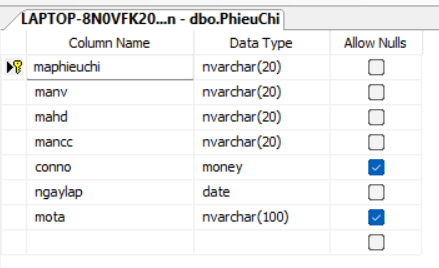 LAPTOP-8N0VFK20...n - dbo.PhieuChi
Column Name Data Type Allow Nulls
maphieuchi nvarchar(20)
manv nvarchar(20)
mahd nvarchar(20)
mancc nvarchar(20)
conno money
ngaylap date
mota nvarchar(100)